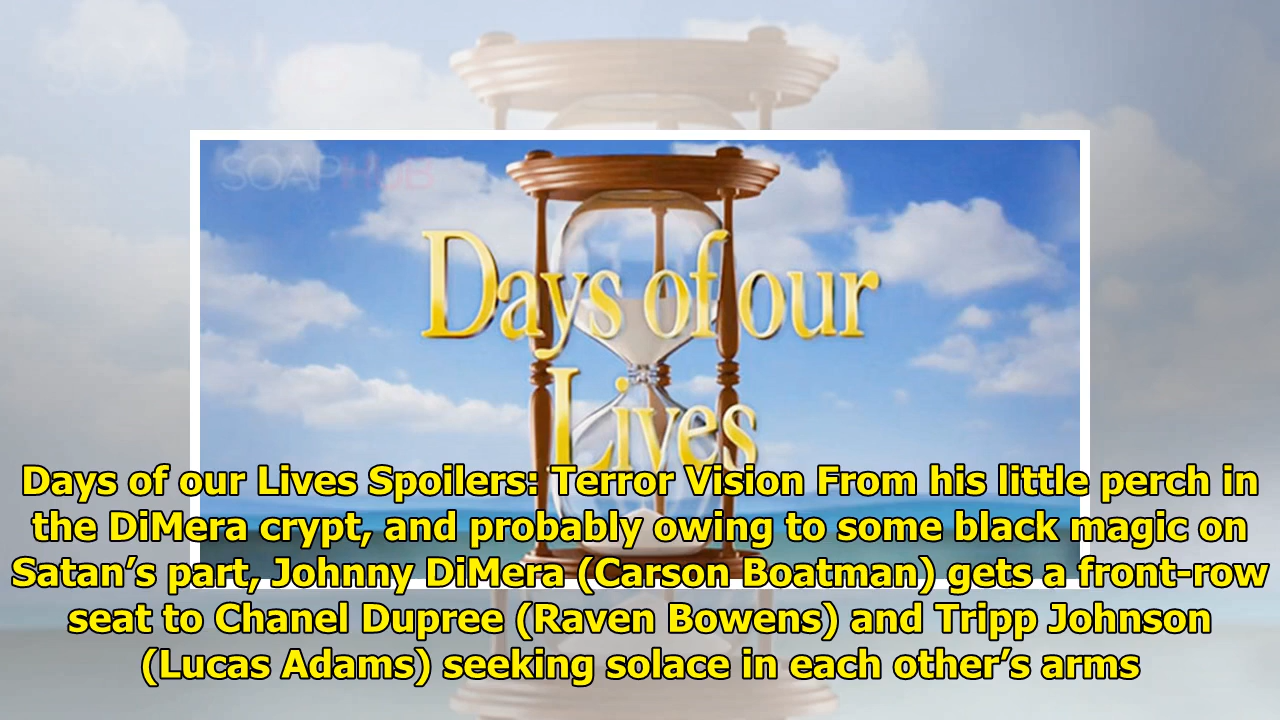 SOAPHUB
Days of our
Lives
Days of our Lives Spoilers: Terror Vision From his little perch in
the DiMera crypt, and probably owing to some black magic on
Satan’s part, Johnny DiMera (Carson Boatman) gets a front-row
seat to Chanel Dupree (Raven Bowens) and Tripp Johnson
(Lucas Adams) seeking solace in each other’s arms